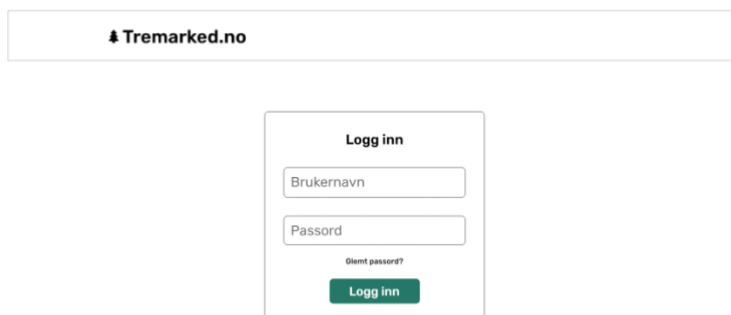 Tremarked.no
Logg inn
Brukernavn
Passord
Glemt passord?
Logg inn